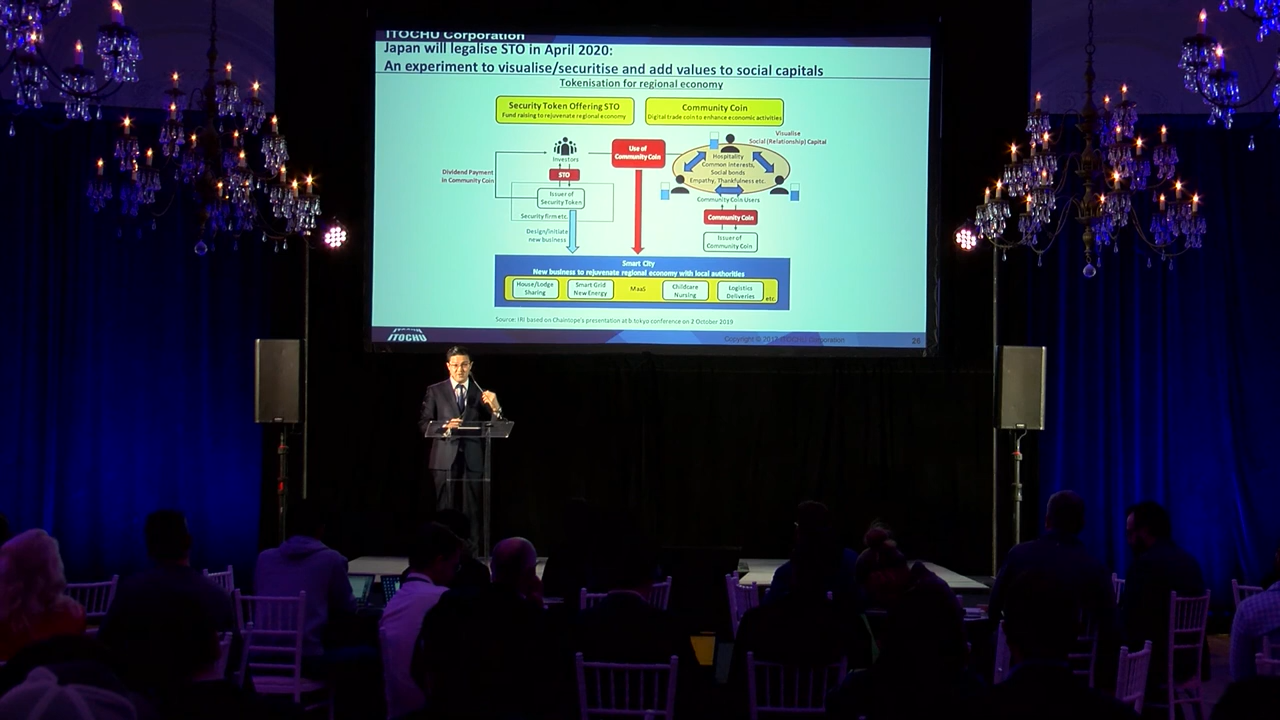 ITOCHU Corporation
Japan will legalise STO in April 2020:
An experiment to visualise/securitise and add values to social capitals
Tokenisation for regional economy
Security Token Offering STO
Fund raising to rejuvenate regional economy
Community Coin
Digital trade coin to enhance economic activities
Visualise
Social (Relationship) Capital
Investors
Use of
Community Coin
Hospitality
Common Interests,
Social bonds
Empathy, Thankfulness etc.
Dividend Payment
in Community Coin
STO
Issuer of
Security Token
Community Coin Users
Security firm etc.
Community Coin
Design/Initiate
new business
Issuer of
Community Coin
Smart City
New business to rejuvenate regional economy with local authorities
House/Lodge
Sharing
Smart Grid
New Energy
MaaS
Childcare
Nursing
Logistics
Deliveries
etc.
Source: IRI based on Chaintope's presentation at b.tokyo conference on 2 October 2019
ITOCHU
Copyright © ITOCHU Corporation
26